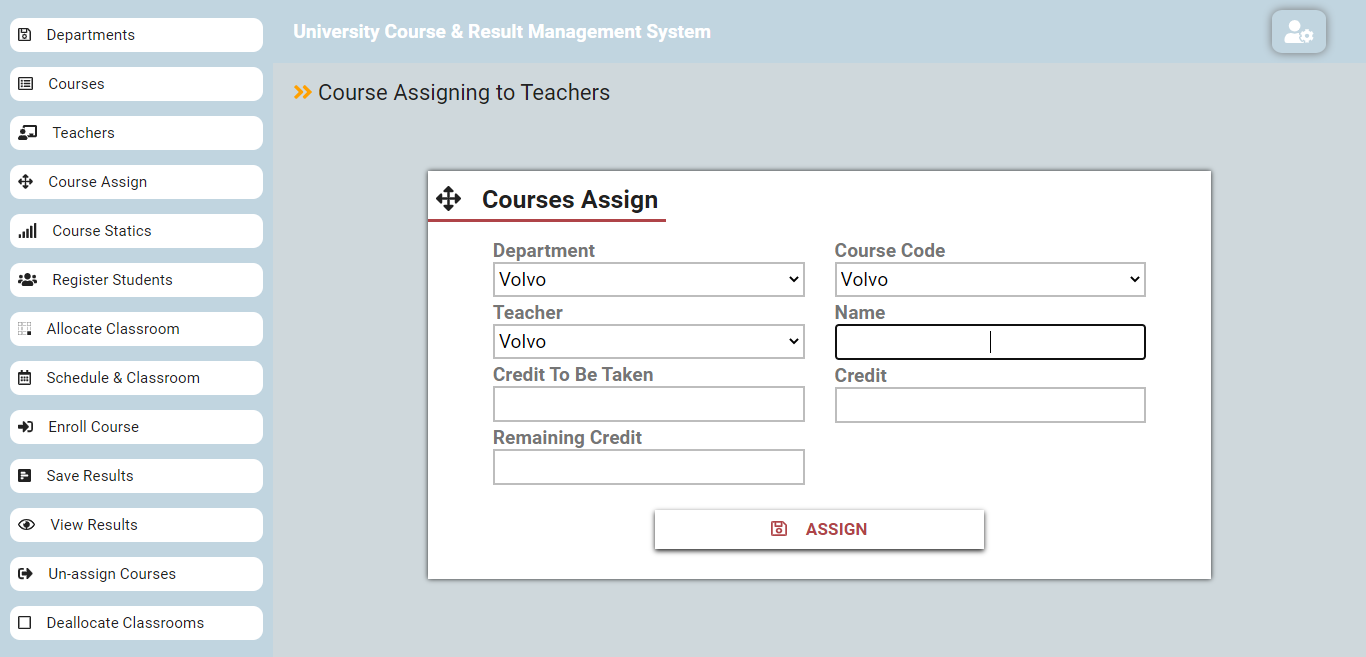 Departments
Courses
Teachers
Course Assign
Course Statics
Register Students
Allocate Classroom
Schedule & Classroom
Enroll Course
Save Results
View Results
Un-assign Courses
Deallocate Classrooms
University Course & Result Management System
Course Assigning to Teachers
Courses Assign
Department
Volvo
Course Code
Volvo
Teacher
Volvo
Name
Credit To Be Taken
Credit
Remaining Credit
ASSIGN